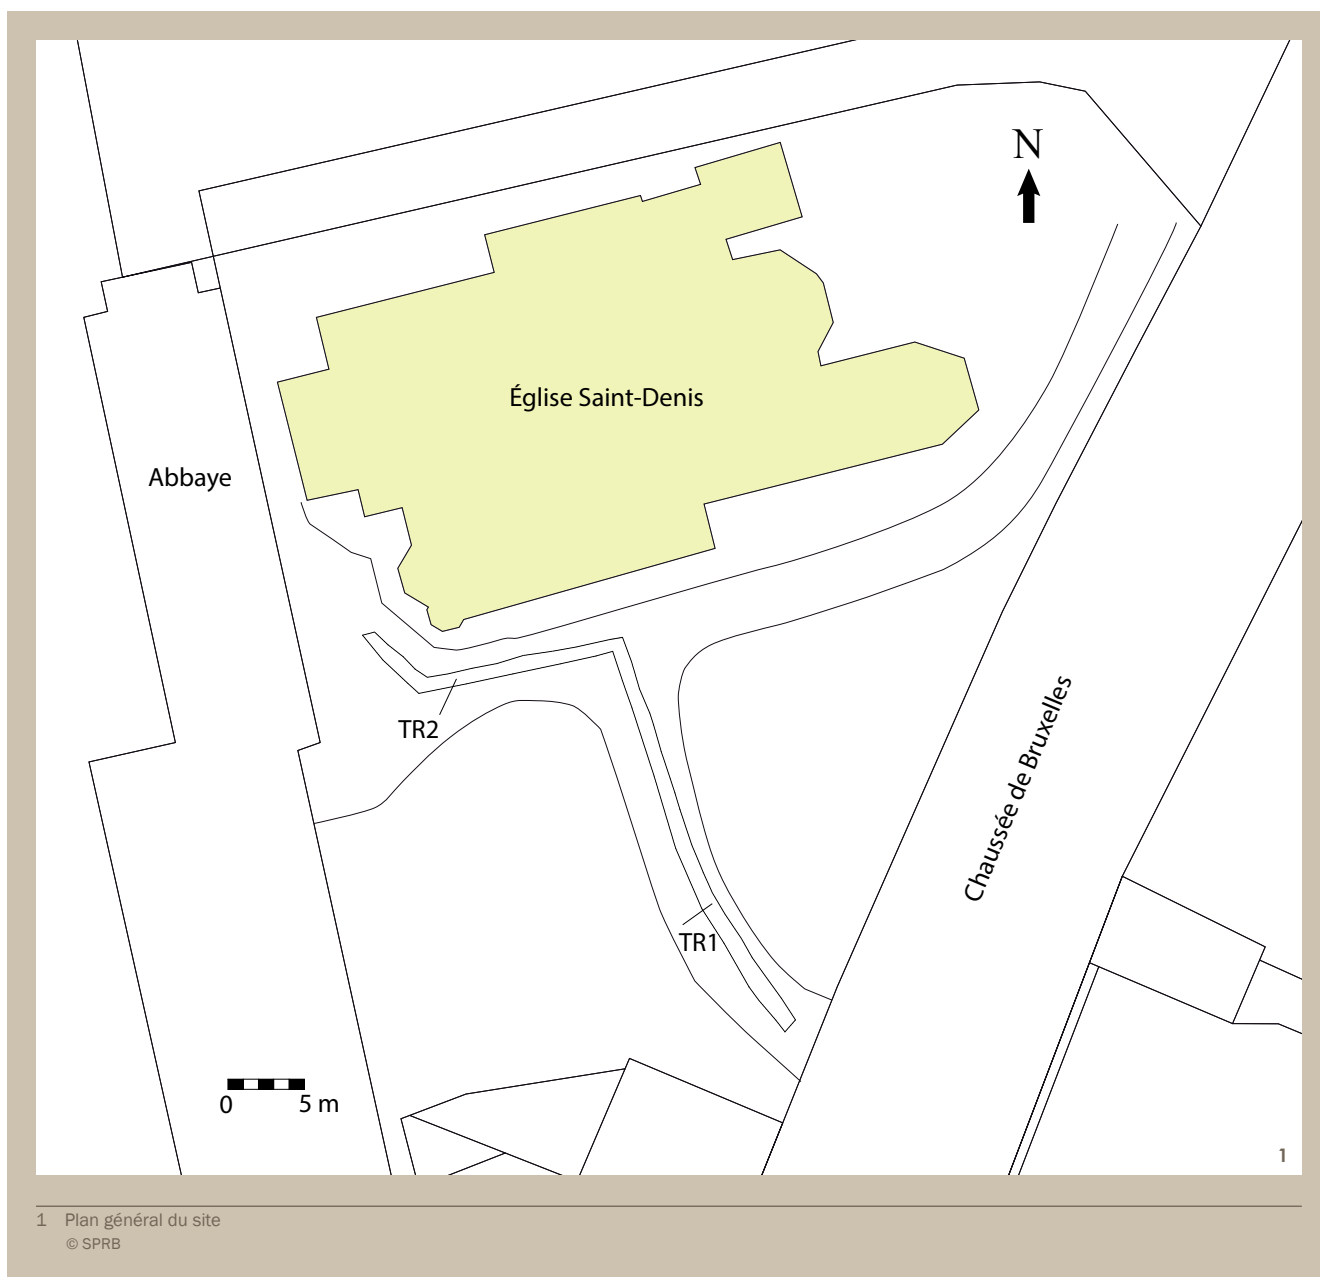 N
Église Saint-Denis
Abbaye
TR2
Chaussée de Bruxelles
TR1
0 5 m
1
1 Plan général du site
© SPRB